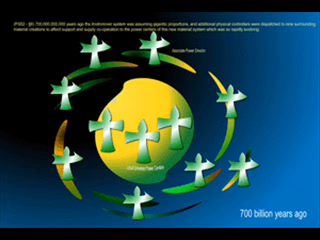 (P652 - §6) 700,000,000,000 years ago the Andronover system was assuming gigantic proportions, and additional physical controllers were dispatched to nine surrounding
material creations to afford support and supply co-operation to the power centers of this new material system which was so rapidly evolving.
Associate Power Director
700 billion years ago